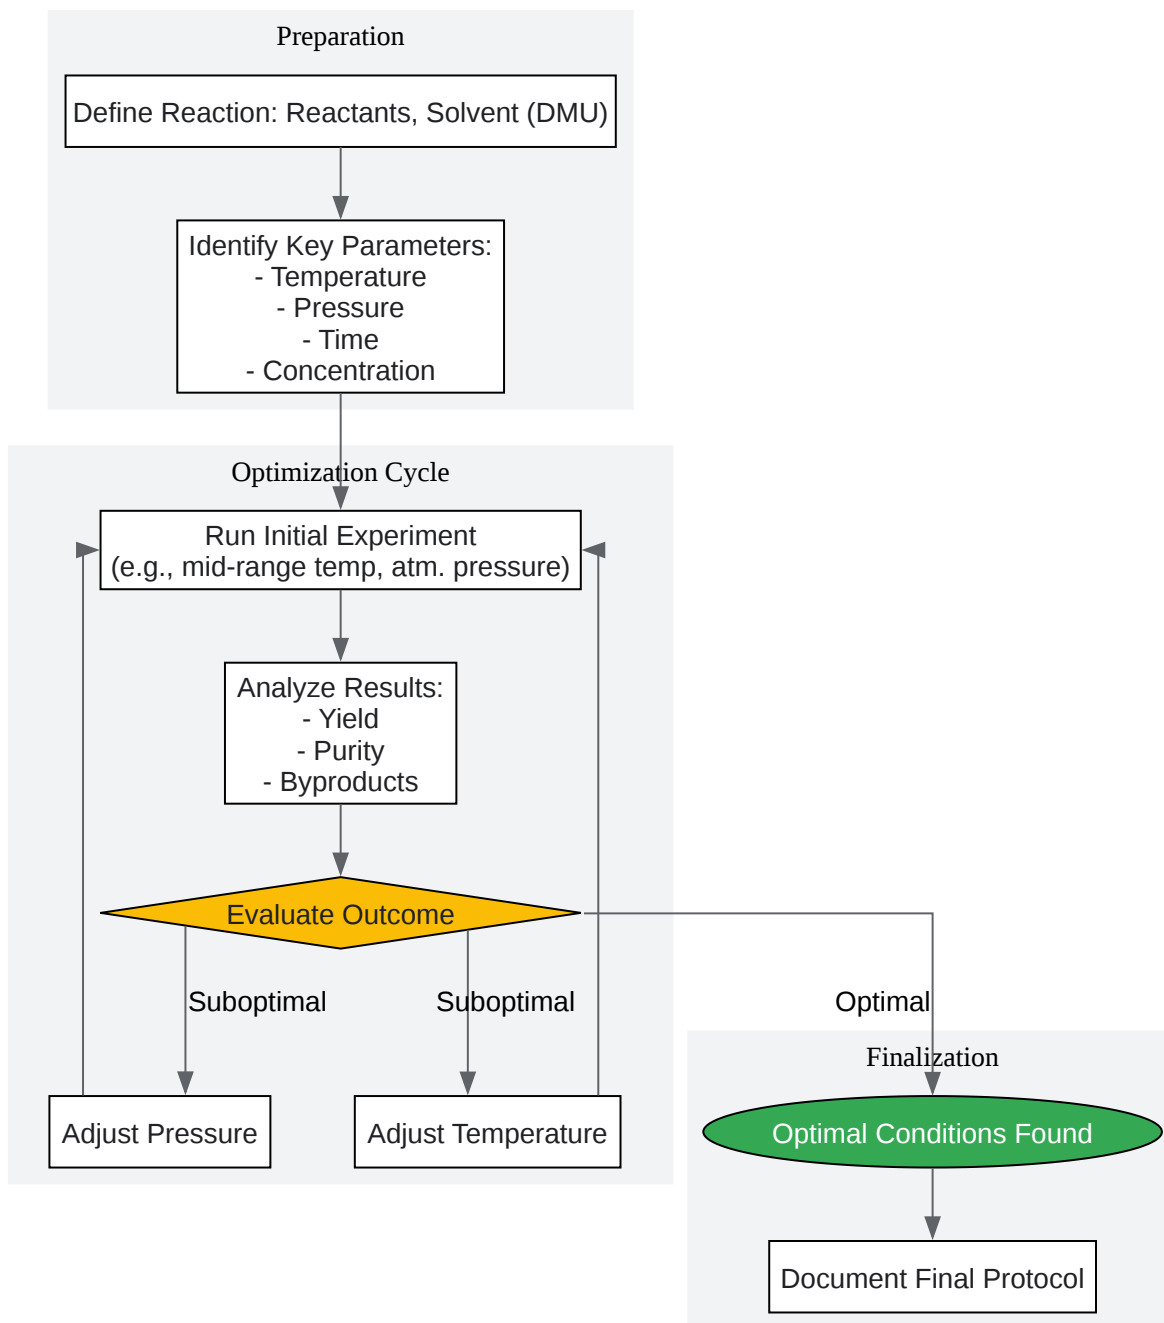 Preparation
Define Reaction: Reactants, Solvent (DMU)
Identify Key Parameters:
- Temperature
- Pressure
- Time
- Concentration
Optimization Cycle
Run Initial Experiment
(e.g., mid-range temp, atm. pressure)
Analyze Results:
- Yield
- Purity
- Byproducts
Evaluate Outcome
Suboptimal
Suboptimal
Optimal
Adjust Pressure
Adjust Temperature
Finalization
Optimal Conditions Found
Document Final Protocol